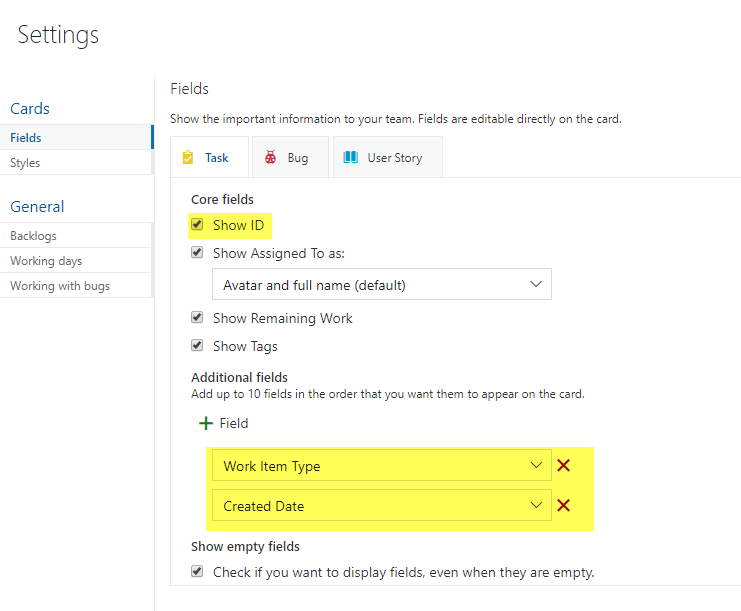 Settings
Cards
Fields
Styles
General
Backlogs
Working days
Working with bugs
Fields
Show the important information to your team. Fields are editable directly on the card.
Task Bug User Story
Core fields
Show ID
Show Assigned To as:
Avatar and full name (default)
Show Remaining Work
Show Tags
Additional fields
Add up to 10 fields in the order that you want them to appear on the card.
Field
Work Item Type
Created Date
Show empty fields
Check if you want to display fields, even when they are empty.